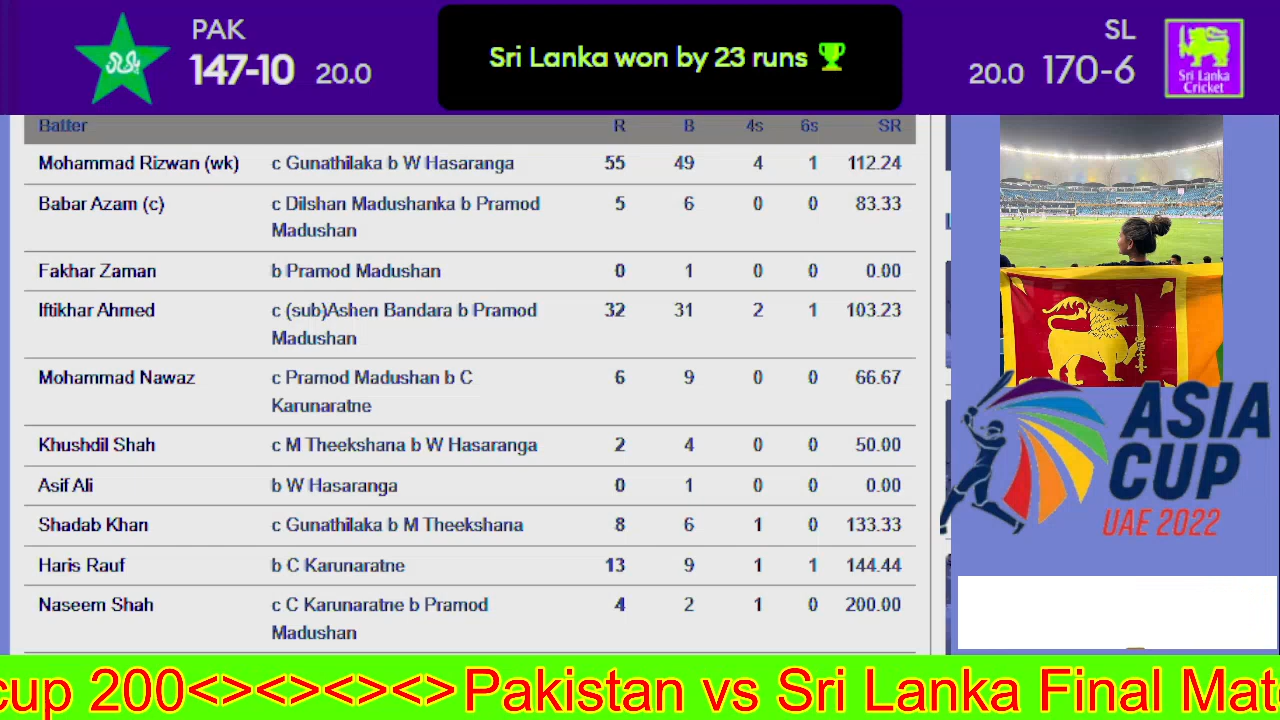 PAK
147-10 20.0
Sri Lanka won by 23 runs
SL
20.0 170-6
Sri Lanka
Cricket
Batter R B 4s 6s SR
Mohammad Rizwan (wk) c Gunathilaka b W Hasaranga 55 49 4 1 112.24
Babar Azam (c) c Dilshan Madushanka b Pramod 5 6 0 0 83.33
Madushan
Fakhar Zaman b Pramod Madushan 0 1 0 0 0.00
Iftikhar Ahmed c (sub)Ashen Bandara b Pramod 32 31 2 1 103.23
Madushan
Mohammad Nawaz c Pramod Madushan b C 6 9 0 0 66.67
Karunaratne
Khushdil Shah c M Theekshana b W Hasaranga 2 4 0 0 50.00
Asif Ali b W Hasaranga 0 1 0 0 0.00
Shadab Khan c Gunathilaka b M Theekshana 8 6 1 0 133.33
Haris Rauf b C Karunaratne 13 9 1 1 144.44
Naseem Shah c C Karunaratne b Pramod 4 2 1 0 200.00
Madushan
ASIA
CUP
UAE 2022
cup 200<><><><><>Pakistan vs Sri Lanka Final Mat